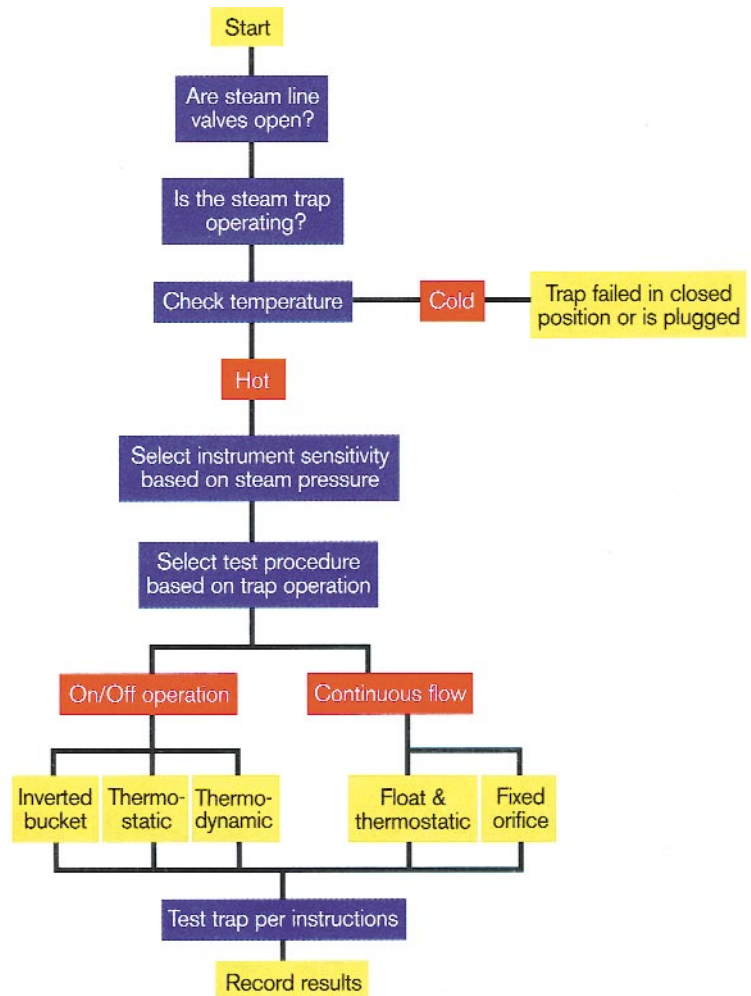 Start
Are steam line
valves open?
Is the steam trap
operating?
Check temperature
Cold
Trap failed in closed
position or is plugged
Hot
Select instrument sensitivity
based on steam pressure
Select test procedure
based on trap operation
On/Off operation
Continuous flow
Inverted
bucket
Thermo-
static
Thermo-
dynamic
Float &
thermostatic
Fixed
orifice
Test trap per instructions
Record results